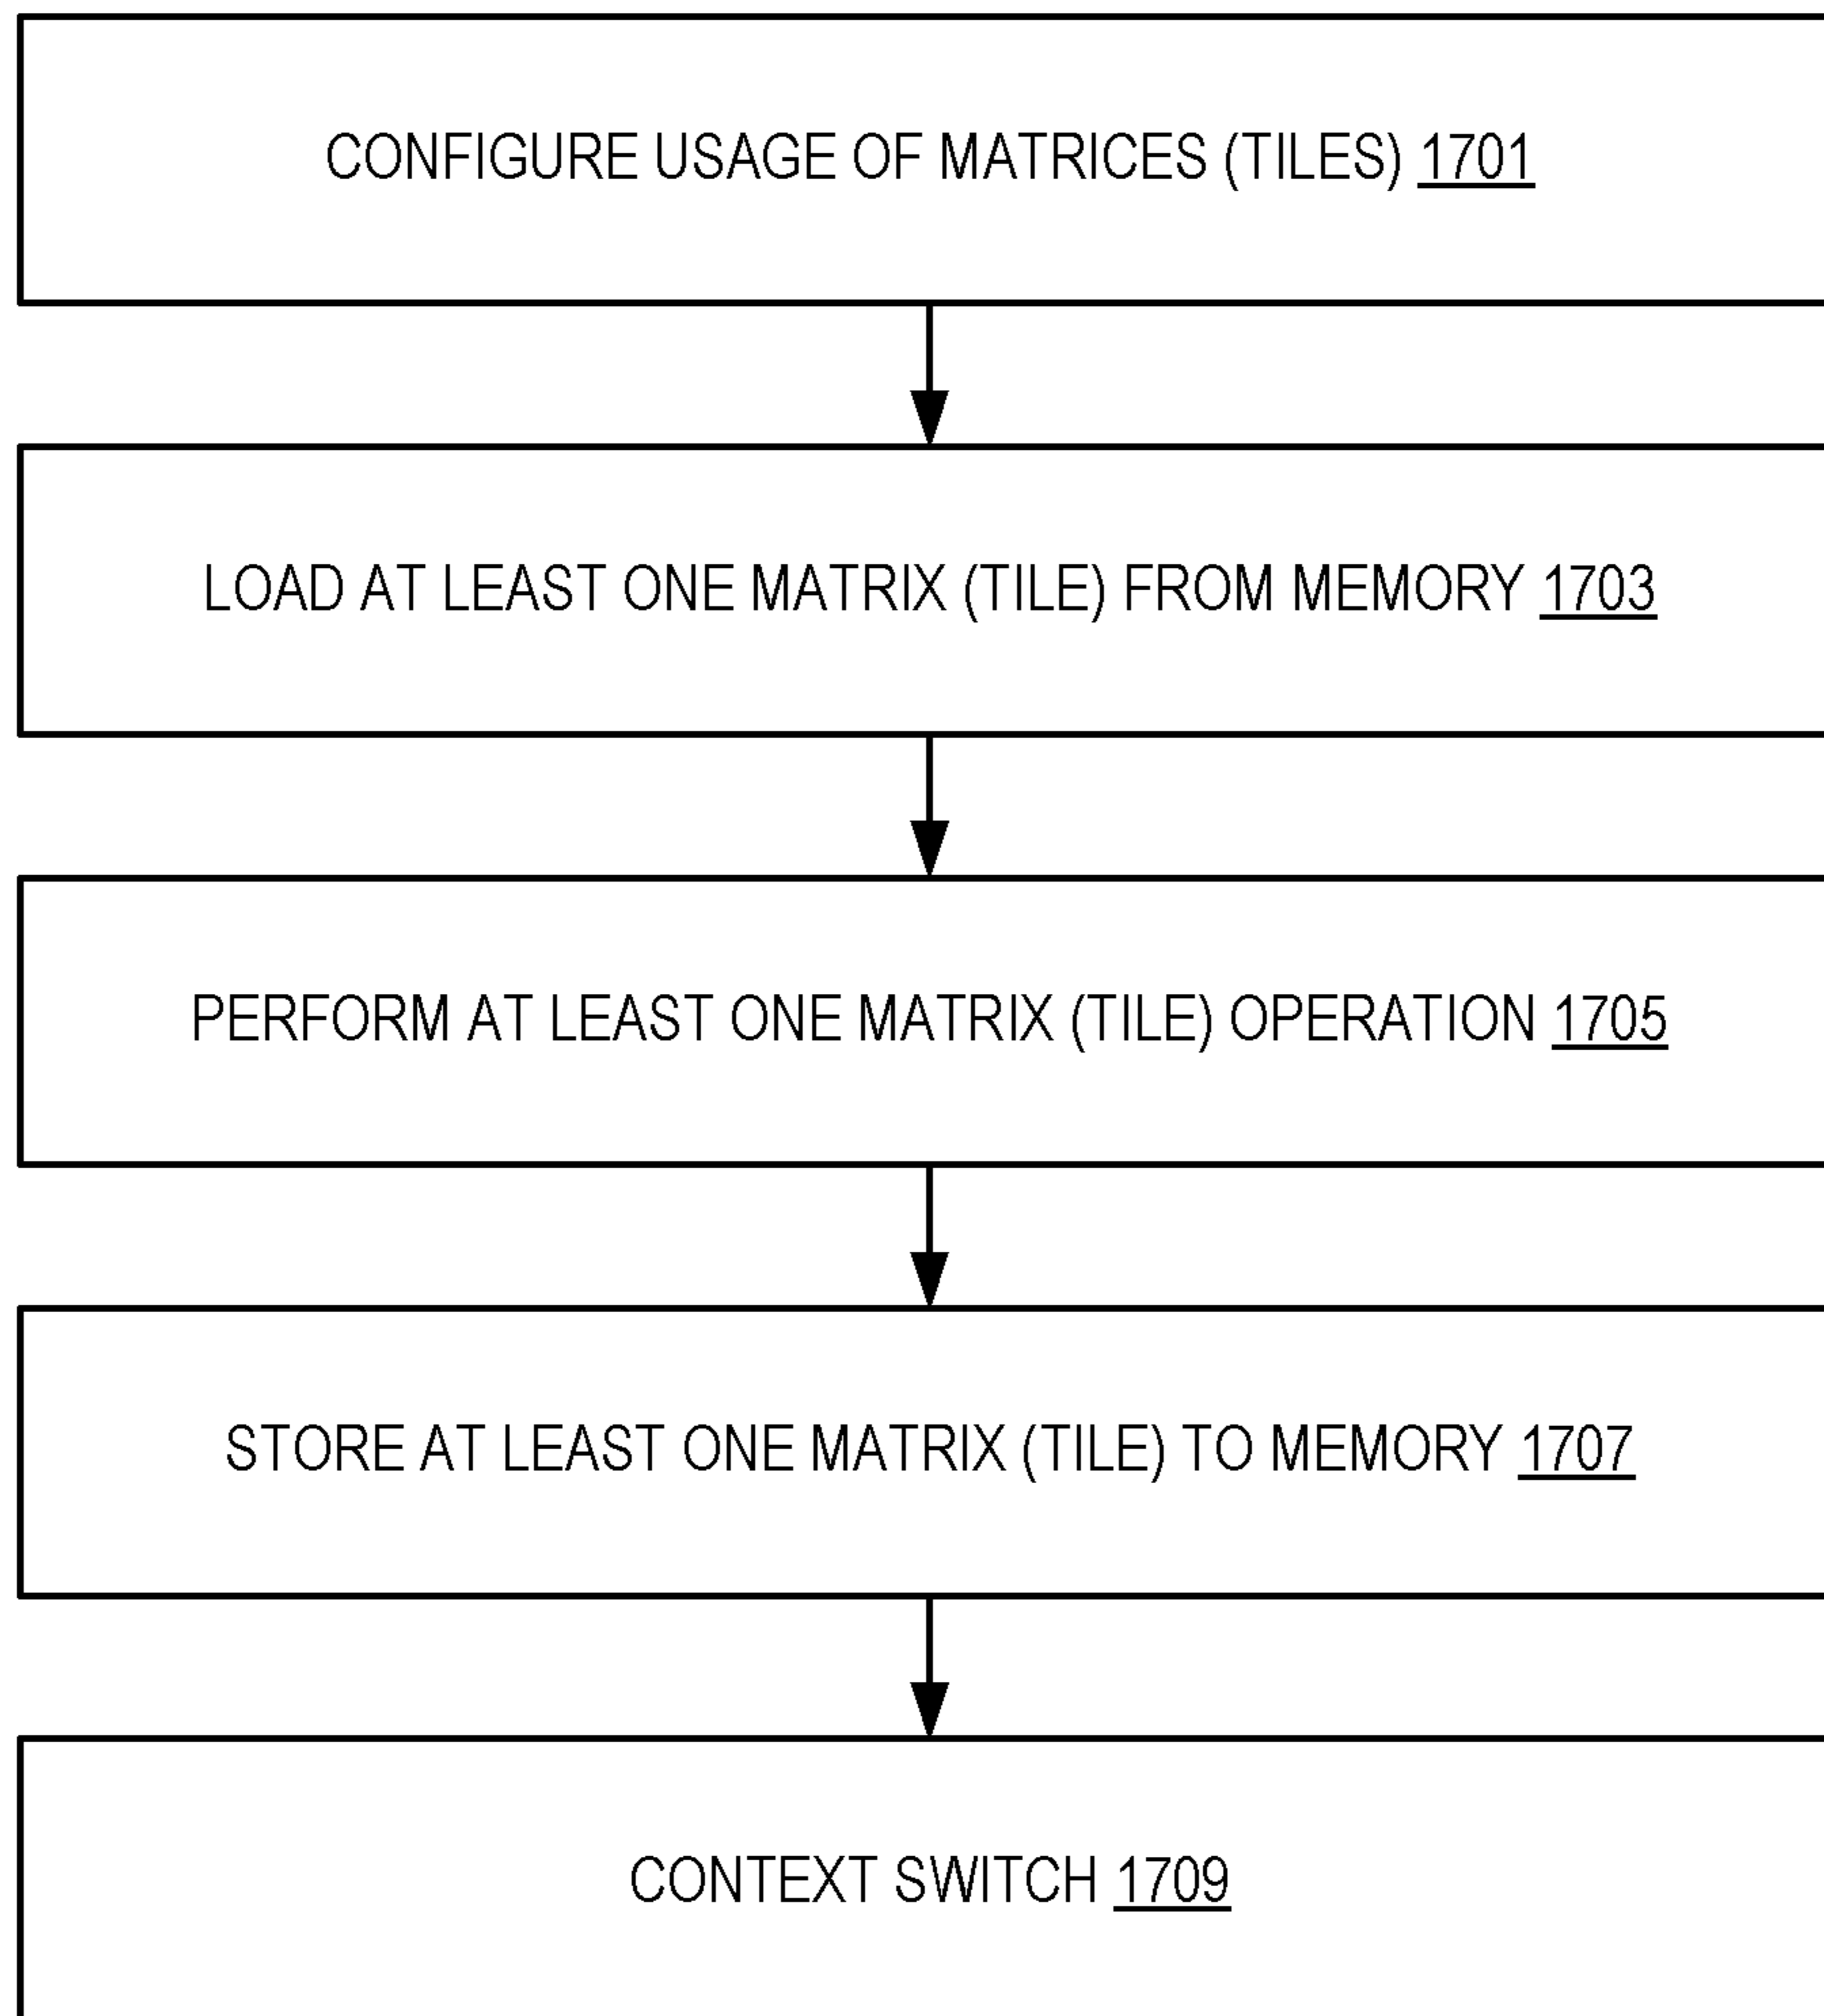 CONFIGURE USAGE OF MATRICES (TILES) 1701
LOAD AT LEAST ONE MATRIX (TILE) FROM MEMORY 1703
PERFORM AT LEAST ONE MATRIX (TILE) OPERATION 1705
STORE AT LEAST ONE MATRIX (TILE) TO MEMORY 1707
CONTEXT SWITCH 1709